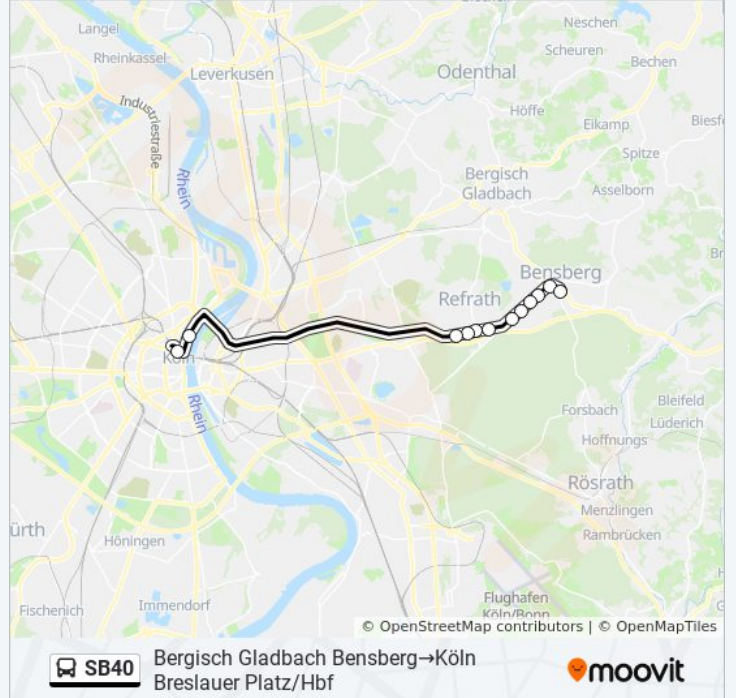 Langel
Neschen
Scheuren
Rheinkassel
Bechen
Leverkusen
Odenthal
Industriestraße
Höffe
Biesf
Eikamp
Spitze
Rhein
Bergisch
Gladbach
Asselborn
Br
Bensberg
Refrath
Köln
Rhein
Bleifeld
Forsbach
Lüderich
Hoffnungs
Rösrath
Menzlingen
ürth
Rambrücken
Höningen
Flughafen
Köln/Bonn
Fischenich
Immendorf
G
© OpenStreetMap contributors | © OpenMapTiles
SB40
Bergisch Gladbach Bensberg→Köln
Breslauer Platz/Hbf
moovit